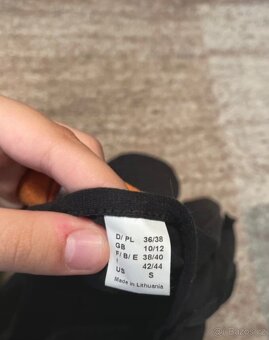 D/ PL 36/38
GB 10/12
F/ B/ E 38/40
I 42/44
US S
Made in Lithuania